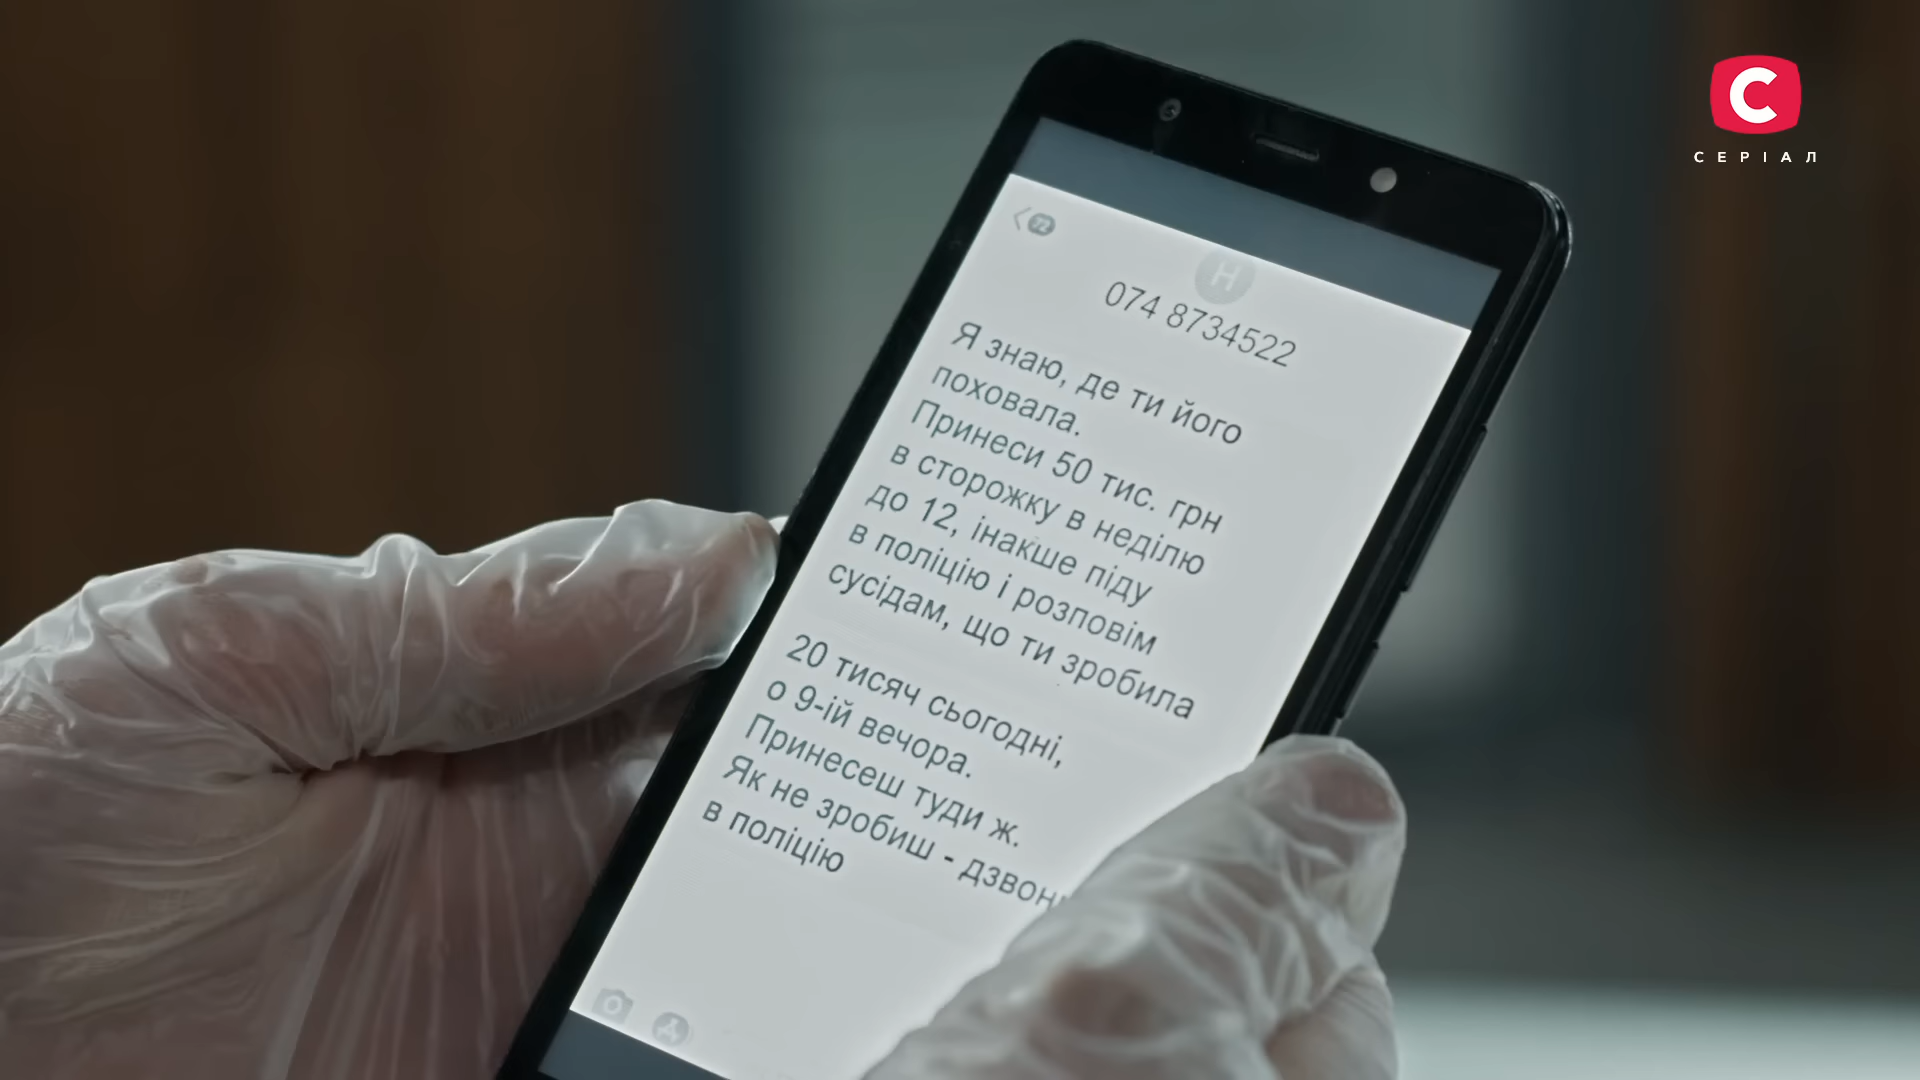 С
СЕРІАЛ
72
Н
074 8734522
Я знаю, де ти його
поховала.
Принеси 50 тис. грн
в сторожку в неділю
до 12, інакше піду
в поліцію і розповім
сусідам, що ти зробила
20 тисяч сьогодні,
о 9-ій вечора.
Принесеш туди ж.
Як не зробиш -
в поліцію